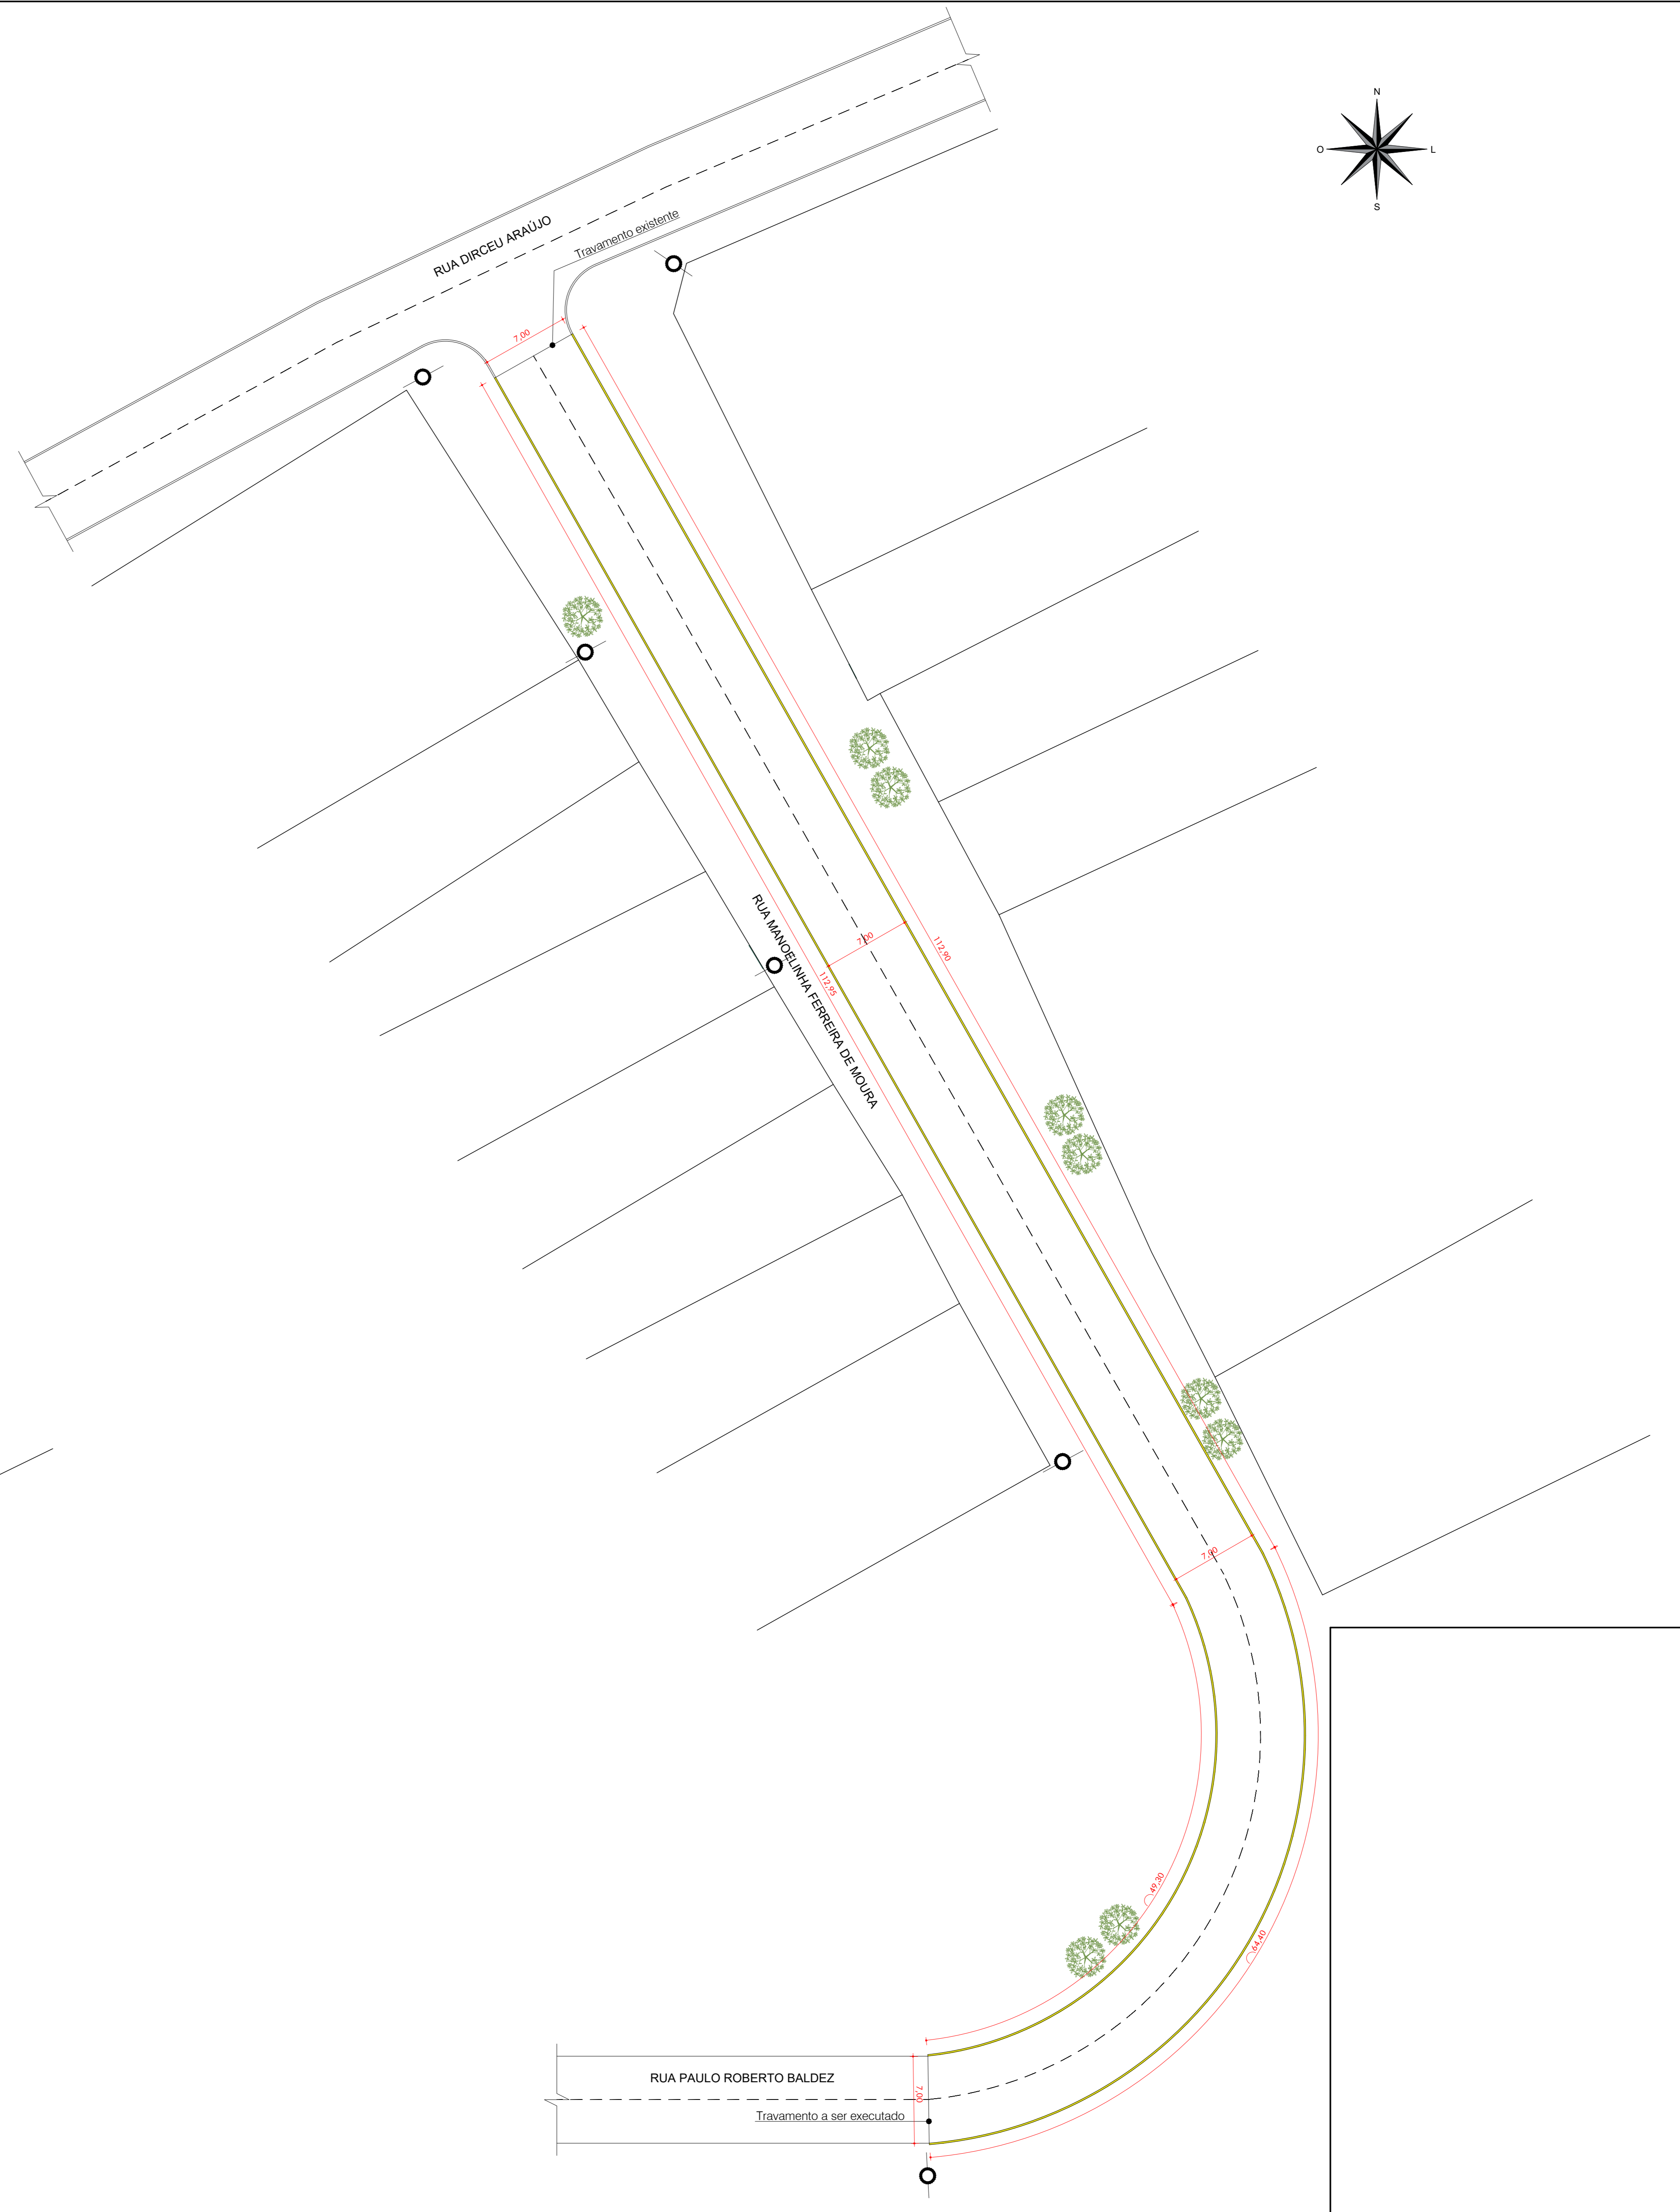 N
O
L
S
RUA DIRCEU ARAÚJO
Travamento existente
7,00
RUA MANOELINHA FERREIRA DE MOURA
7,00
112,90
112,95
7,00
49,30
64,40
RUA PAULO ROBERTO BALDEZ
7,00
Travamento a ser executado